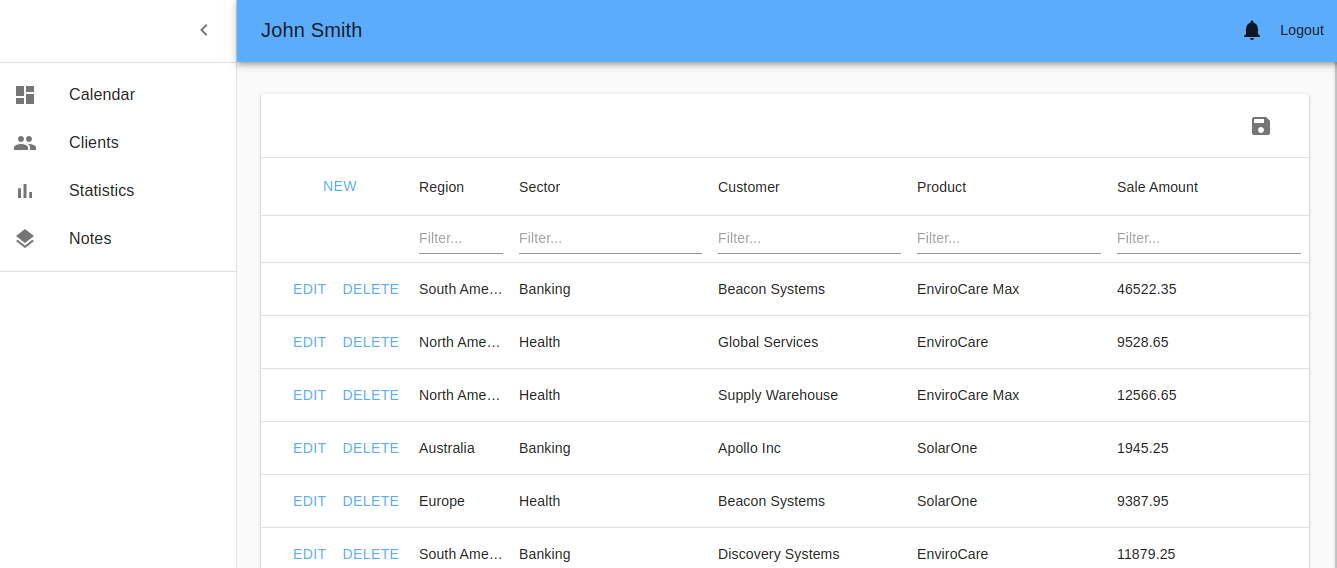 John Smith
Logout
Calendar
Clients
Statistics
Notes
NEW Region Sector Customer Product Sale Amount
Filter... Filter... Filter... Filter... Filter...
EDIT DELETE South Ame... Banking Beacon Systems EnviroCare Max 46522.35
EDIT DELETE North Ame... Health Global Services EnviroCare 9528.65
EDIT DELETE North Ame... Health Supply Warehouse EnviroCare Max 12566.65
EDIT DELETE Australia Banking Apollo Inc SolarOne 1945.25
EDIT DELETE Europe Health Beacon Systems SolarOne 9387.95
EDIT DELETE South Ame... Banking Discovery Systems EnviroCare 11879.25